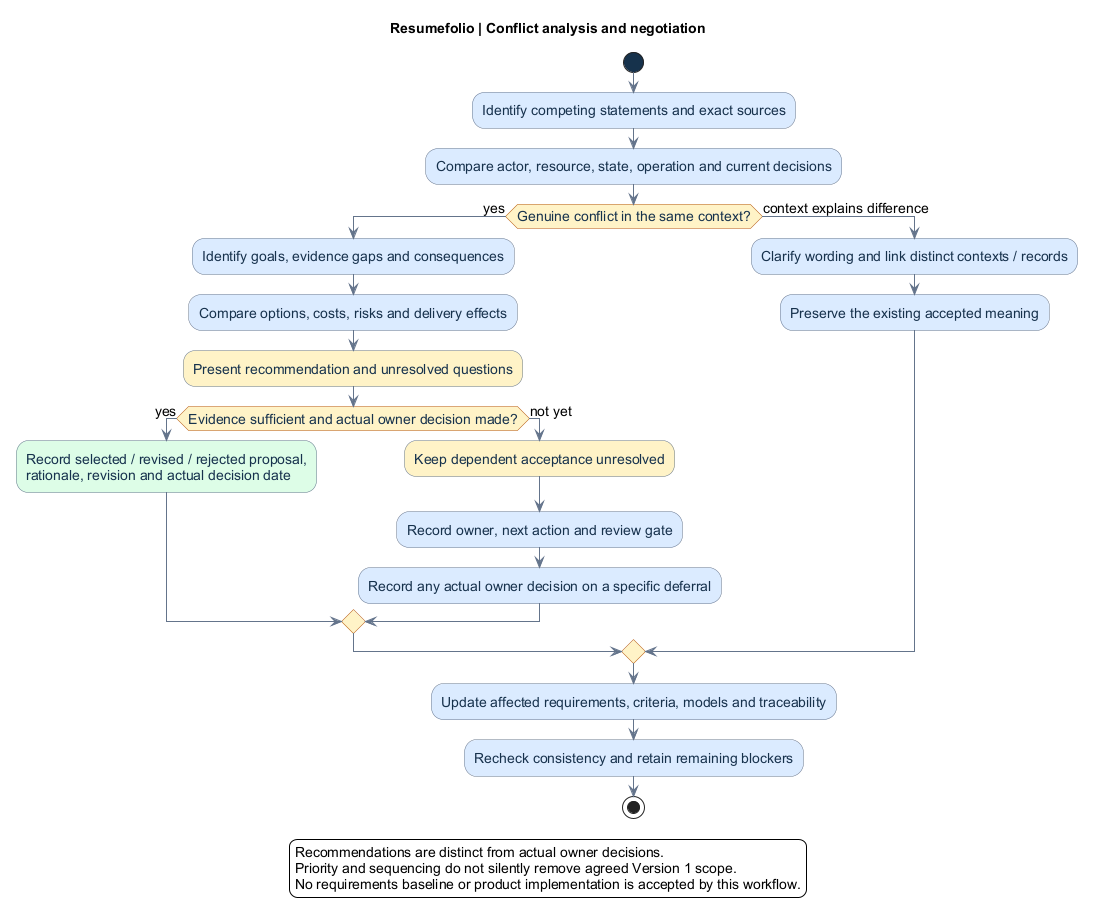 Resumefolio | Conflict analysis and negotiation
Identify competing statements and exact sources
Compare actor, resource, state, operation and current decisions
yes
Genuine conflict in the same context?
context explains difference
Identify goals, evidence gaps and consequences
Clarify wording and link distinct contexts / records
Compare options, costs, risks and delivery effects
Preserve the existing accepted meaning
Present recommendation and unresolved questions
yes
Evidence sufficient and actual owner decision made?
not yet
Record selected / revised / rejected proposal,
rationale, revision and actual decision date
Keep dependent acceptance unresolved
Record owner, next action and review gate
Record any actual owner decision on a specific deferral
Update affected requirements, criteria, models and traceability
Recheck consistency and retain remaining blockers
Recommendations are distinct from actual owner decisions.
Priority and sequencing do not silently remove agreed Version 1 scope.
No requirements baseline or product implementation is accepted by this workflow.